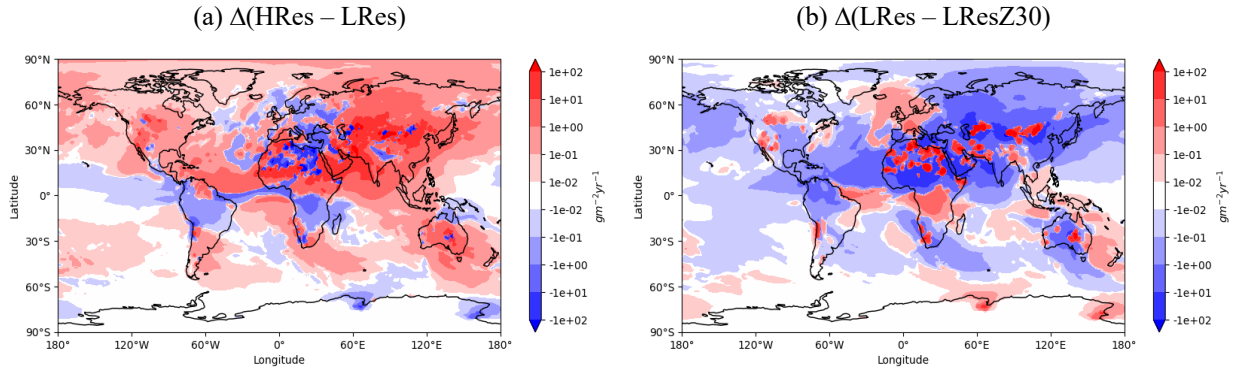 (a) Δ(HRes – LRes)
90°N
60°N
30°N
0°
30°S
60°S
90°S
Latitude
180°
120°W
60°W
0°
60°E
120°E
180°
Longitude
1e+02
1e+01
1e+00
1e-01
1e-02
-1e-02
-1e-01
-1e+00
-1e+01
-1e+02
gm⁻²yr⁻¹
(b) Δ(LRes – LResZ30)
90°N
60°N
30°N
0°
30°S
60°S
90°S
Latitude
180°
120°W
60°W
0°
60°E
120°E
180°
Longitude
1e+02
1e+01
1e+00
1e-01
1e-02
-1e-02
-1e-01
-1e+00
-1e+01
-1e+02
gm⁻²yr⁻¹